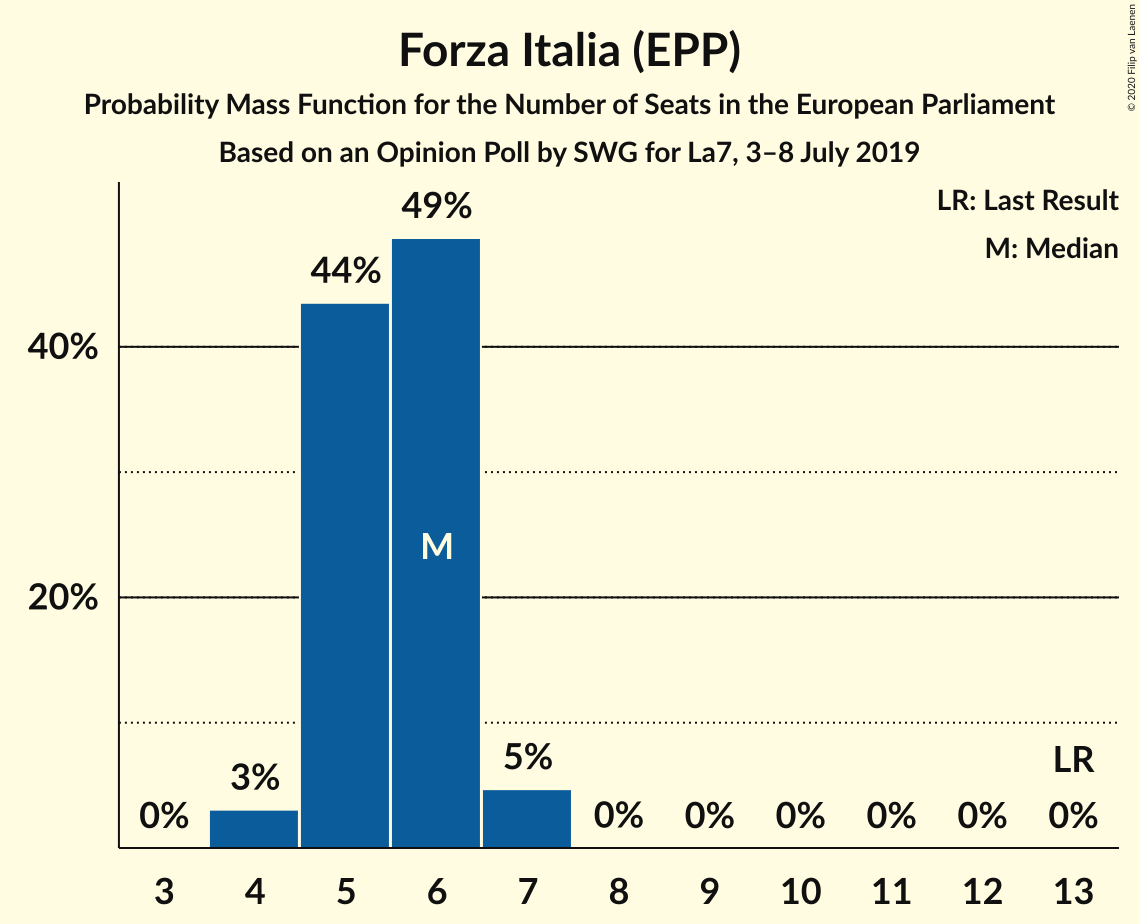 Forza Italia (EPP)
Probability Mass Function for the Number of Seats in the European Parliament
Based on an Opinion Poll by SWG for La7, 3–8 July 2019
© 2020 Filip van Laenen
LR: Last Result
M: Median
49%
44%
40%
M
20%
5%
3%
LR
0% 0% 0% 0% 0% 0% 0%
3 4 5 6 7 8 9 10 11 12 13